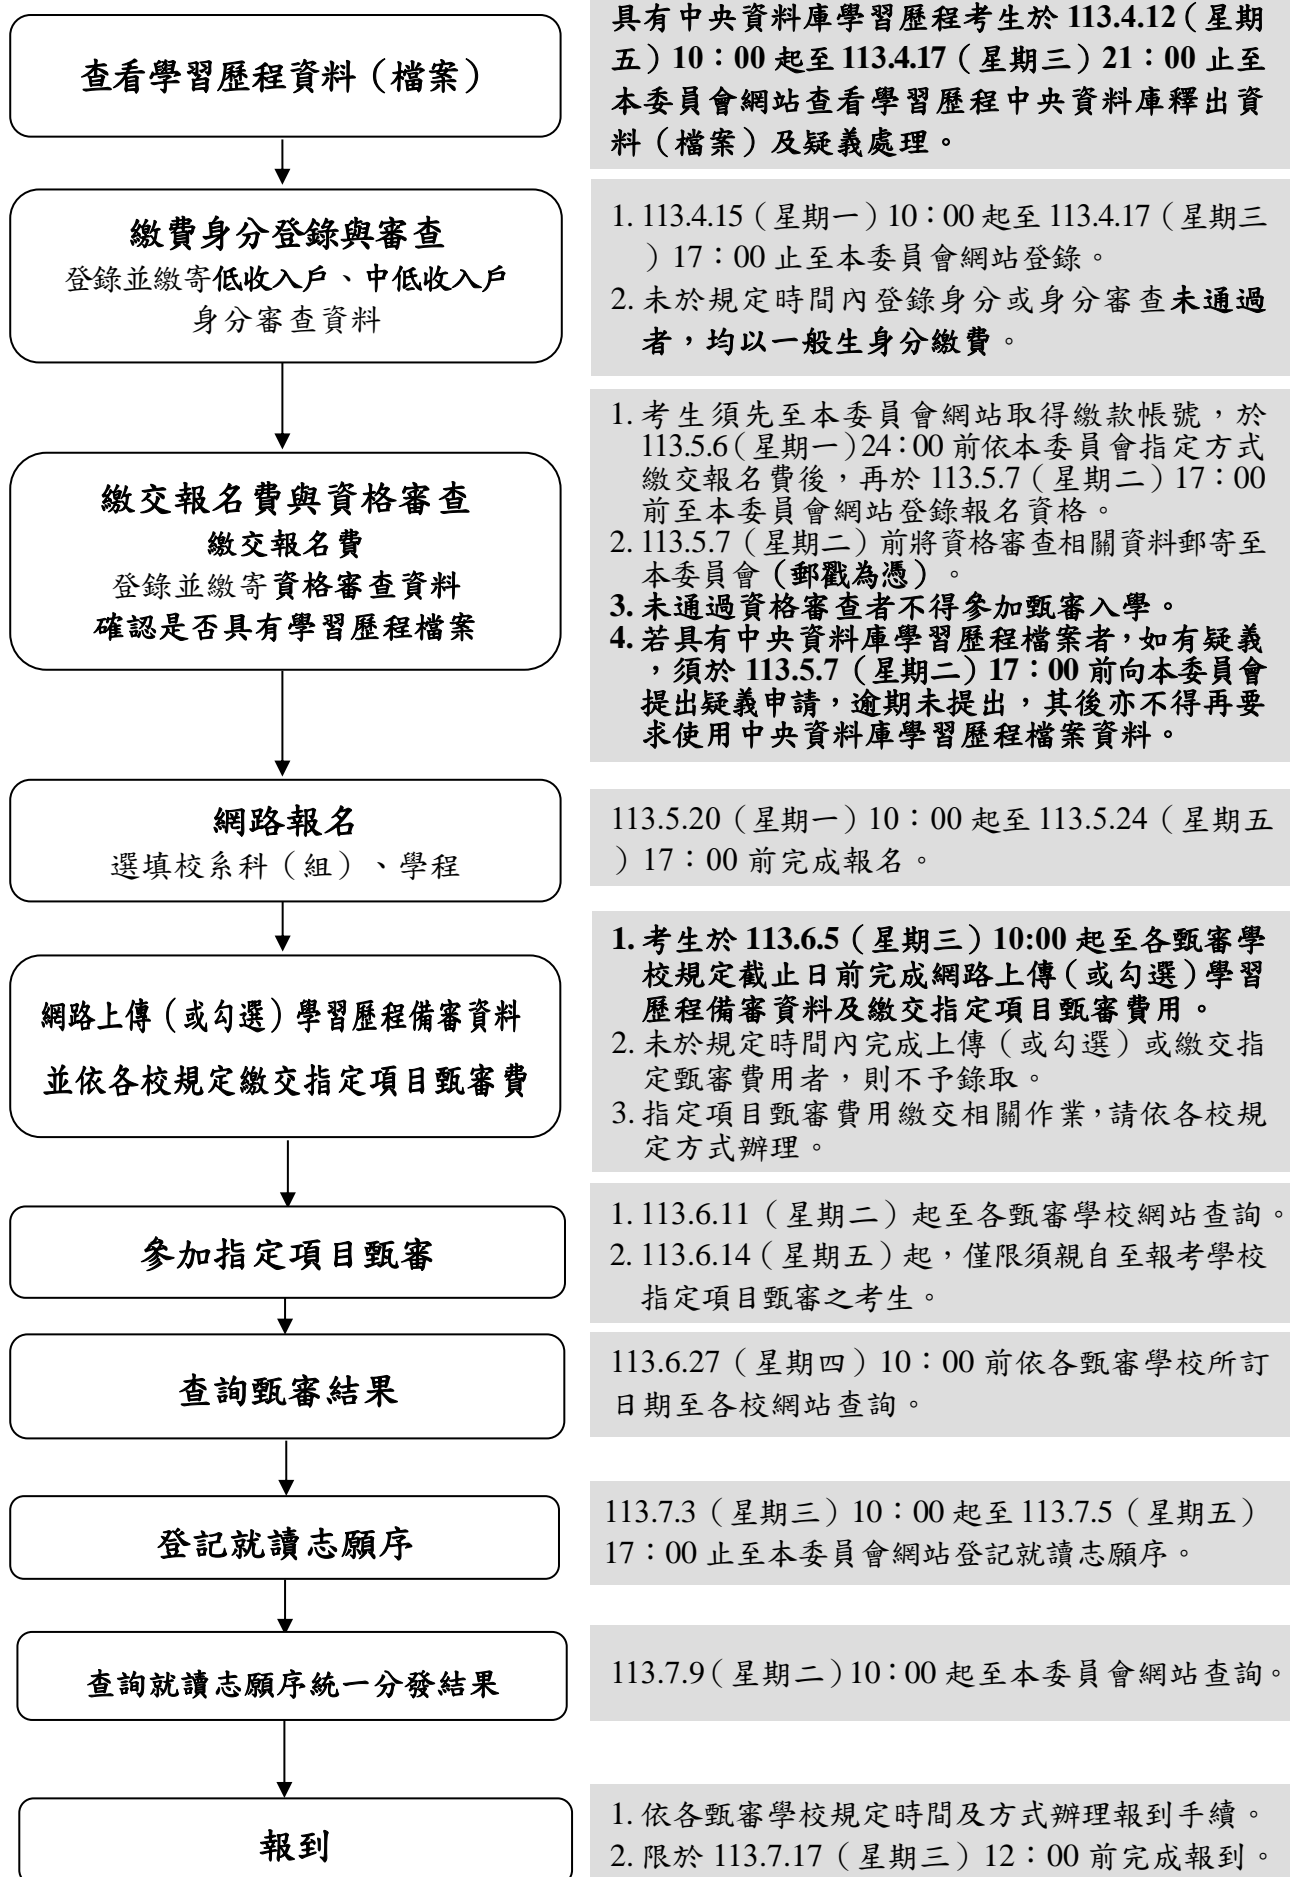 查看學習歷程資料（檔案）
具有中央資料庫學習歷程考生於 113.4.12（星期
五）10：00 起至 113.4.17（星期三）21：00 止至
本委員會網站查看學習歷程中央資料庫釋出資
料（檔案）及疑義處理。
繳費身分登錄與審查
登錄並繳寄低收入戶、中低收入戶
身分審查資料
1. 113.4.15（星期一）10：00 起至 113.4.17（星期三
）17：00 止至本委員會網站登錄。
2. 未於規定時間內登錄身分或身分審查未通過
者，均以一般生身分繳費。
繳交報名費與資格審查
繳交報名費
登錄並繳寄資格審查資料
確認是否具有學習歷程檔案
1. 考生須先至本委員會網站取得繳款帳號，於
113.5.6（星期一）24：00 前依本委員會指定方式
繳交報名費後，再於 113.5.7（星期二）17：00
前至本委員會網站登錄報名資格。
2. 113.5.7（星期二）前將資格審查相關資料郵寄至
本委員會（郵戳為憑）。
3. 未通過資格審查者不得參加甄審入學。
4. 若具有中央資料庫學習歷程檔案者，如有疑義
，須於 113.5.7（星期二）17：00 前向本委員會
提出疑義申請，逾期未提出，其後亦不得再要
求使用中央資料庫學習歷程檔案資料。
網路報名
選填校系科（組）、學程
113.5.20（星期一）10：00 起至 113.5.24（星期五
）17：00 前完成報名。
網路上傳（或勾選）學習歷程備審資料
並依各校規定繳交指定項目甄審費
1. 考生於 113.6.5（星期三）10:00 起至各甄審學
校規定截止日前完成網路上傳（或勾選）學習
歷程備審資料及繳交指定項目甄審費用。
2. 未於規定時間內完成上傳（或勾選）或繳交指
定甄審費用者，則不予錄取。
3. 指定項目甄審費用繳交相關作業，請依各校規
定方式辦理。
參加指定項目甄審
1. 113.6.11（星期二）起至各甄審學校網站查詢。
2. 113.6.14（星期五）起，僅限須親自至報考學校
指定項目甄審之考生。
查詢甄審結果
113.6.27（星期四）10：00 前依各甄審學校所訂
日期至各校網站查詢。
登記就讀志願序
113.7.3（星期三）10：00 起至 113.7.5（星期五）
17：00 止至本委員會網站登記就讀志願序。
查詢就讀志願序統一分發結果
113.7.9（星期二）10：00 起至本委員會網站查詢。
報到
1. 依各甄審學校規定時間及方式辦理報到手續。
2. 限於 113.7.17（星期三）12：00 前完成報到。